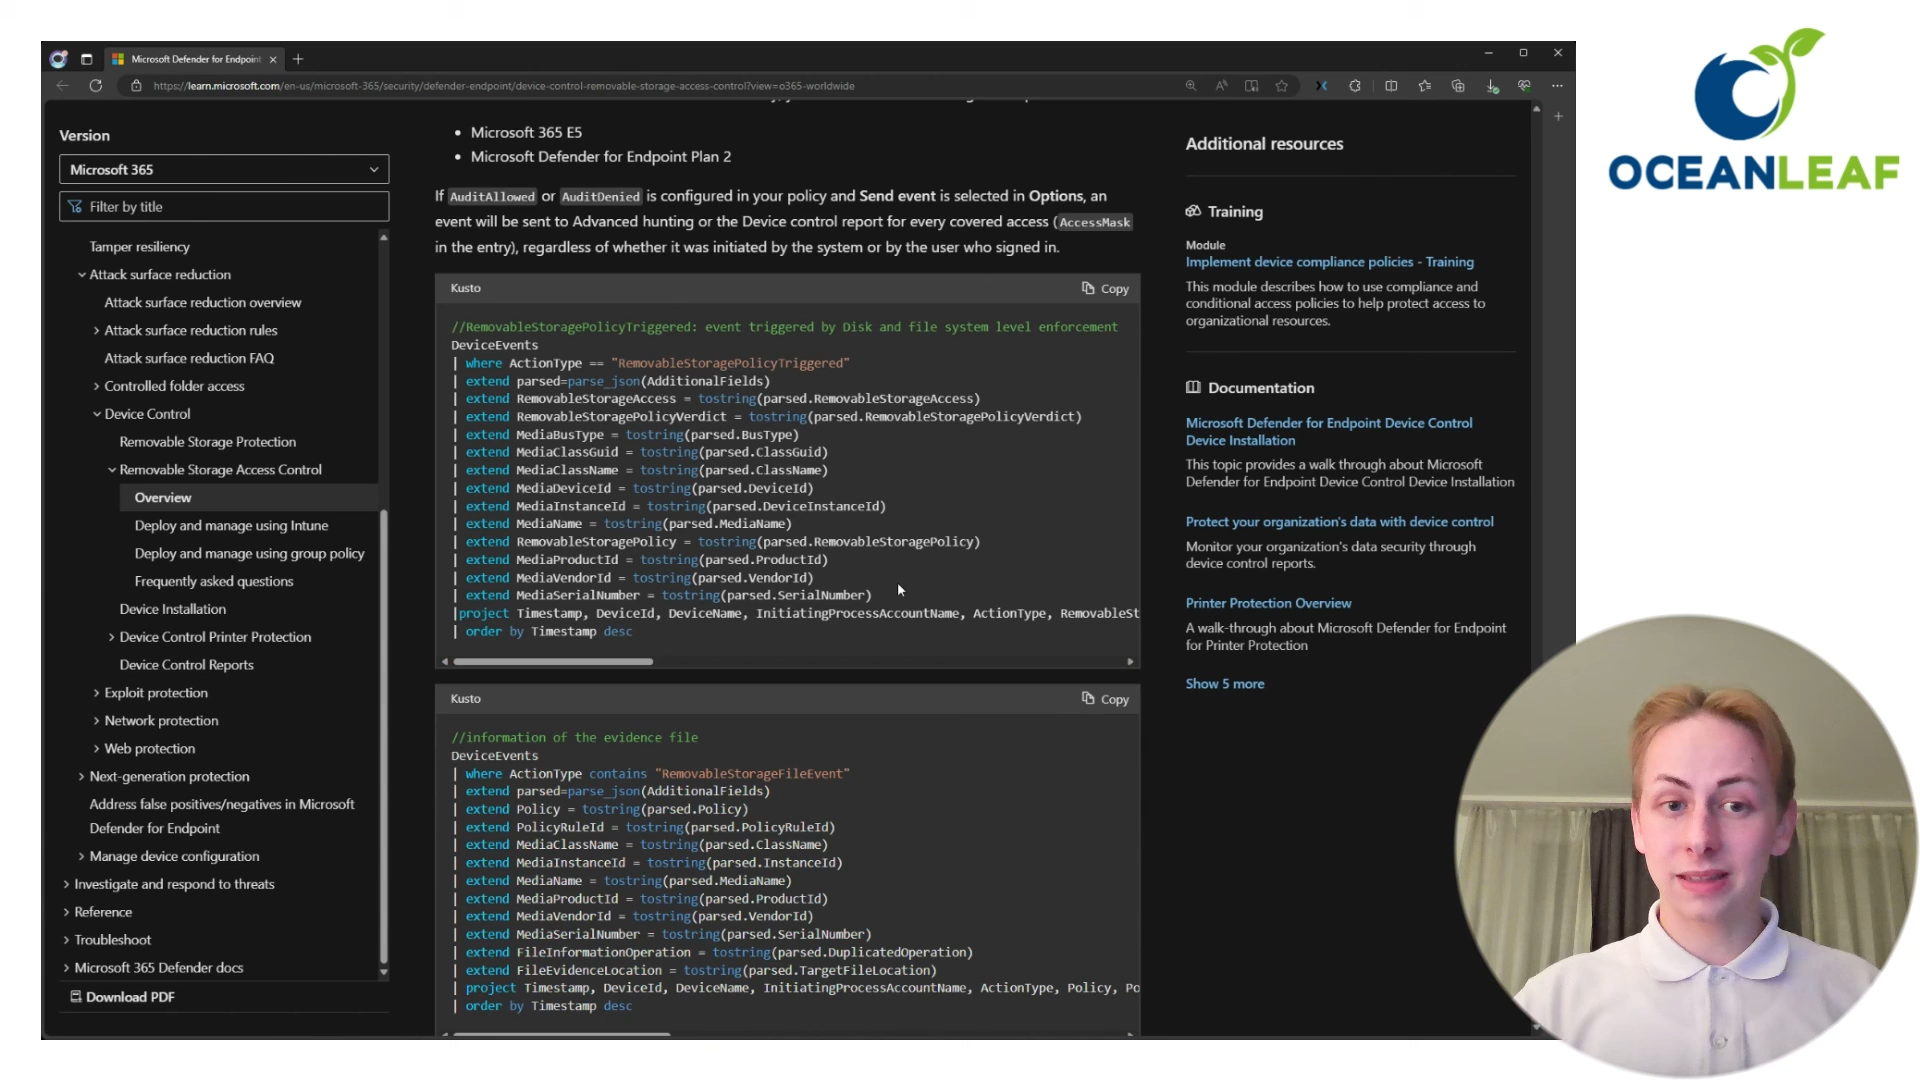 Microsoft Defender for Endpoint
https://learn.microsoft.com/en-us/microsoft-365/security/defender-endpoint/device-control-removable-storage-access-control?view=o365-worldwide
OCEANLEAF
Version
Microsoft 365
Filter by title
Tamper resiliency
Attack surface reduction
Attack surface reduction overview
Attack surface reduction rules
Attack surface reduction FAQ
Controlled folder access
Device Control
Removable Storage Protection
Removable Storage Access Control
Overview
Deploy and manage using Intune
Deploy and manage using group policy
Frequently asked questions
Device Installation
Device Control Printer Protection
Device Control Reports
Exploit protection
Network protection
Web protection
Next-generation protection
Address false positives/negatives in Microsoft
Defender for Endpoint
Manage device configuration
Investigate and respond to threats
Reference
Troubleshoot
Microsoft 365 Defender docs
Download PDF
• Microsoft 365 E5
• Microsoft Defender for Endpoint Plan 2
If AuditAllowed or AuditDenied is configured in your policy and Send event is selected in Options, an
event will be sent to Advanced hunting or the Device control report for every covered access (AccessMask
in the entry), regardless of whether it was initiated by the system or by the user who signed in.
Kusto Copy
//RemovableStoragePolicyTriggered: event triggered by Disk and file system level enforcement
DeviceEvents
| where ActionType == "RemovableStoragePolicyTriggered"
| extend parsed=parse_json(AdditionalFields)
| extend RemovableStorageAccess = tostring(parsed.RemovableStorageAccess)
| extend RemovableStoragePolicyVerdict = tostring(parsed.RemovableStoragePolicyVerdict)
| extend MediaBusType = tostring(parsed.BusType)
| extend MediaClassGuid = tostring(parsed.ClassGuid)
| extend MediaClassName = tostring(parsed.ClassName)
| extend MediaDeviceId = tostring(parsed.DeviceId)
| extend MediaInstanceId = tostring(parsed.DeviceInstanceId)
| extend MediaName = tostring(parsed.MediaName)
| extend RemovableStoragePolicy = tostring(parsed.RemovableStoragePolicy)
| extend MediaProductId = tostring(parsed.ProductId)
| extend MediaVendorId = tostring(parsed.VendorId)
| extend MediaSerialNumber = tostring(parsed.SerialNumber)
|project Timestamp, DeviceId, DeviceName, InitiatingProcessAccountName, ActionType, RemovableSt
| order by Timestamp desc
Kusto Copy
//information of the evidence file
DeviceEvents
| where ActionType contains "RemovableStorageFileEvent"
| extend parsed=parse_json(AdditionalFields)
| extend Policy = tostring(parsed.Policy)
| extend PolicyRuleId = tostring(parsed.PolicyRuleId)
| extend MediaClassName = tostring(parsed.ClassName)
| extend MediaInstanceId = tostring(parsed.InstanceId)
| extend MediaName = tostring(parsed.MediaName)
| extend MediaProductId = tostring(parsed.ProductId)
| extend MediaVendorId = tostring(parsed.VendorId)
| extend MediaSerialNumber = tostring(parsed.SerialNumber)
| extend FileInformationOperation = tostring(parsed.DuplicatedOperation)
| extend FileEvidenceLocation = tostring(parsed.TargetFileLocation)
| project Timestamp, DeviceId, DeviceName, InitiatingProcessAccountName, ActionType, Policy, Po
| order by Timestamp desc
Additional resources
Training
Module
Implement device compliance policies - Training
This module describes how to use compliance and
conditional access policies to help protect access to
organizational resources.
Documentation
Microsoft Defender for Endpoint Device Control
Device Installation
This topic provides a walk through about Microsoft
Defender for Endpoint Device Control Device Installation
Protect your organization's data with device control
Monitor your organization's data security through
device control reports.
Printer Protection Overview
A walk-through about Microsoft Defender for Endpoint
for Printer Protection
Show 5 more